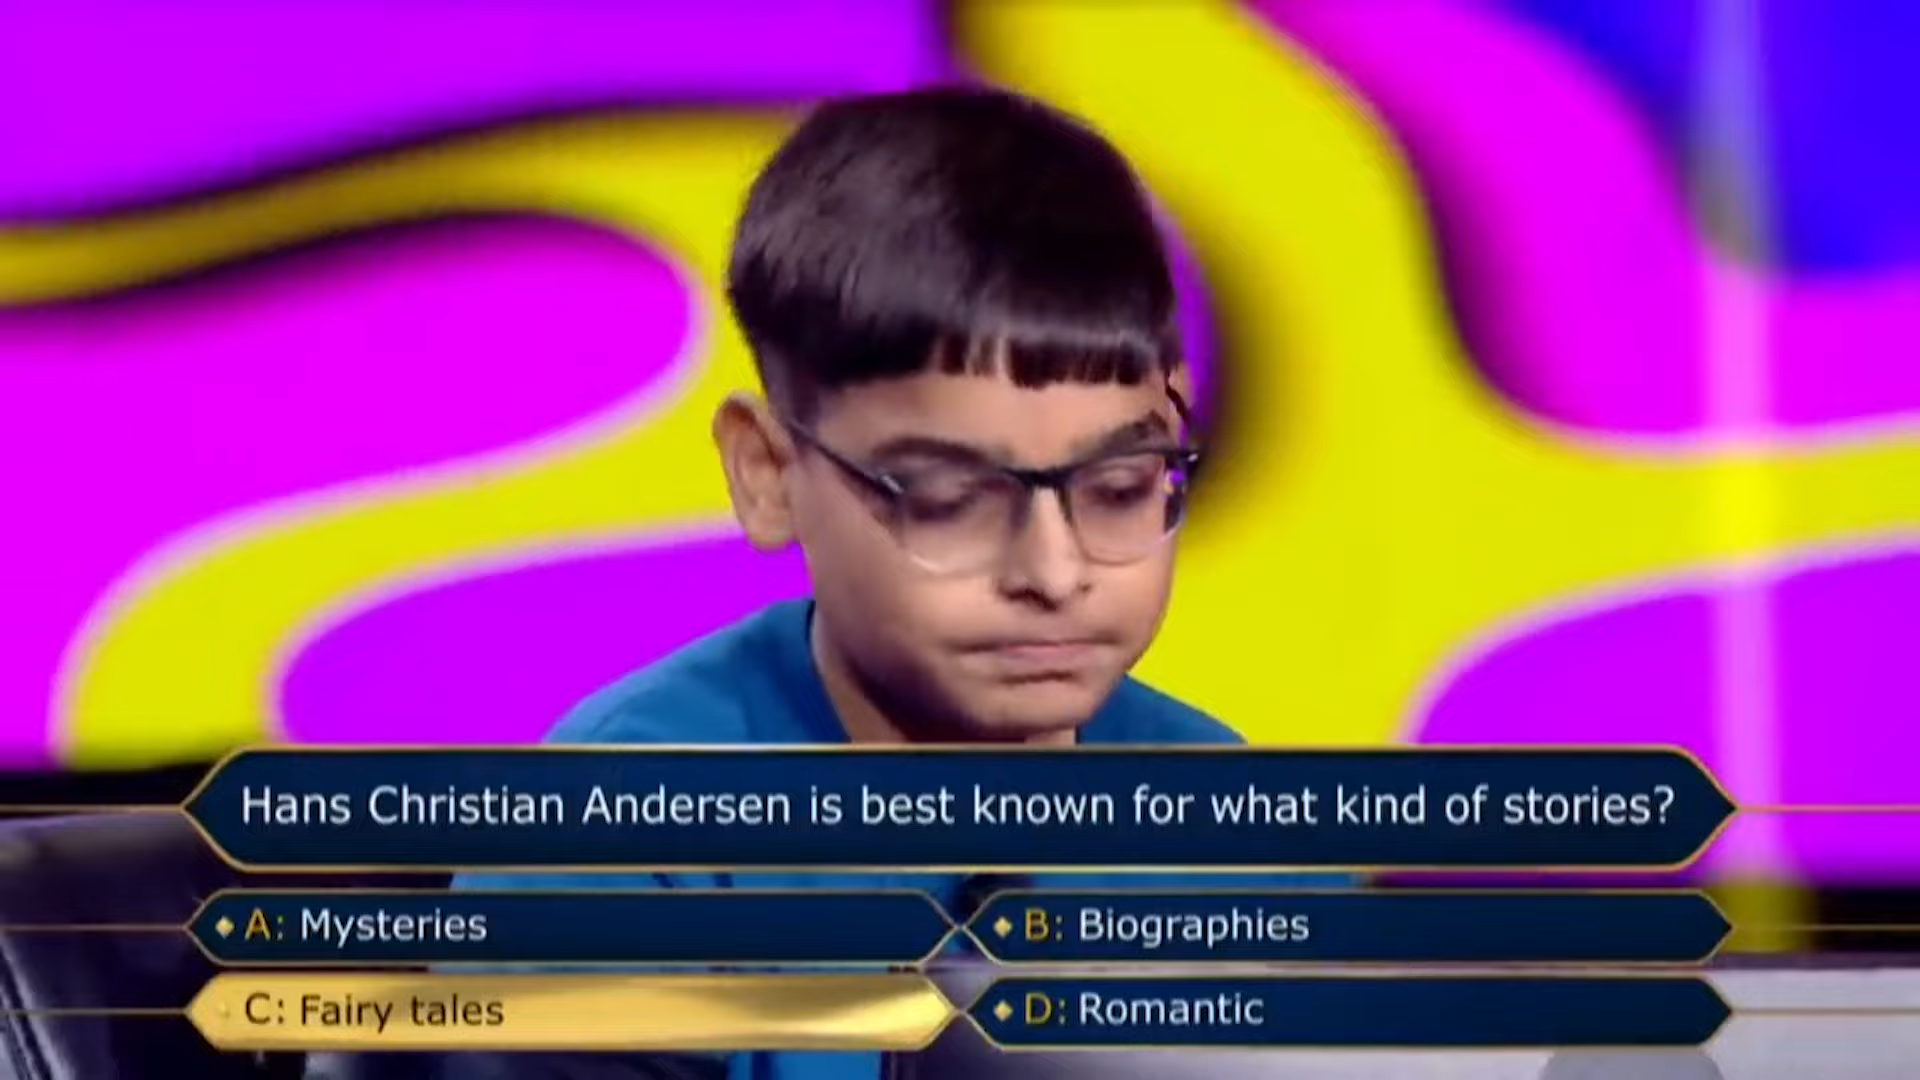 Hans Christian Andersen is best known for what kind of stories?
A: Mysteries
B: Biographies
C: Fairy tales
D: Romantic